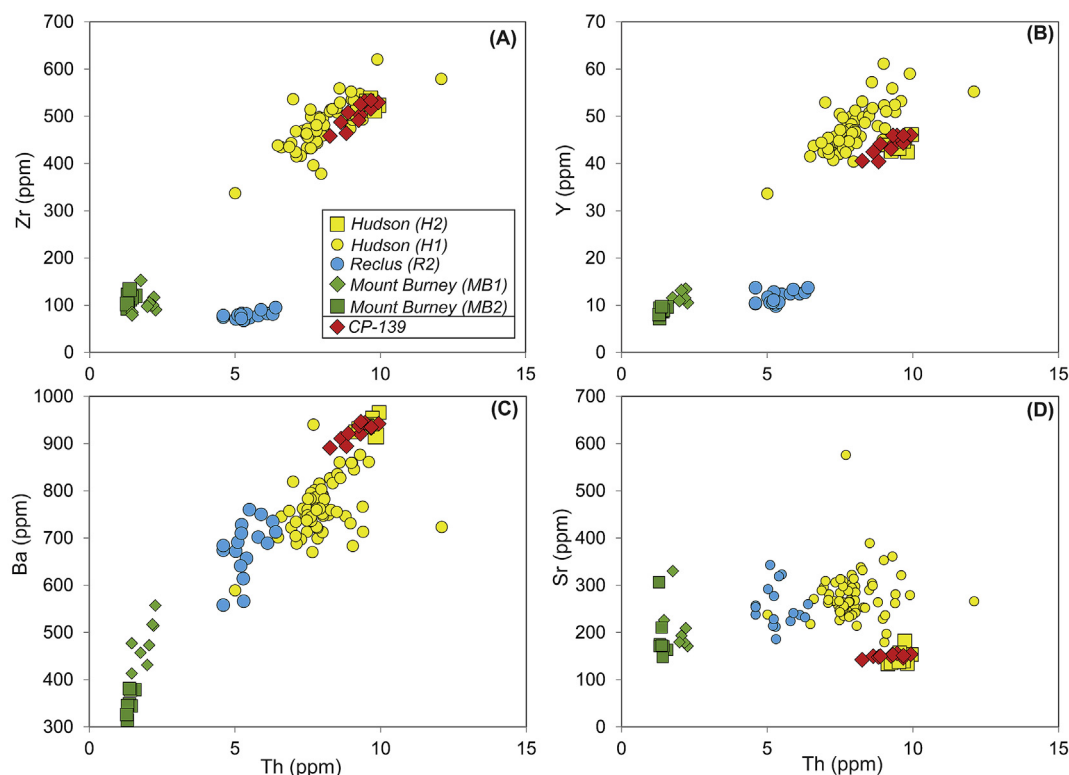 (A)
Zr (ppm)
700
600
500
400
300
200
100
0
0 5 10 15
Hudson (H2)
Hudson (H1)
Reclus (R2)
Mount Burney (MB1)
Mount Burney (MB2)
CP-139
(B)
Y (ppm)
70
60
50
40
30
20
10
0
0 5 10 15
(C)
Ba (ppm)
1000
900
800
700
600
500
400
300
0 5 10 15
Th (ppm)
(D)
Sr (ppm)
700
600
500
400
300
200
100
0
0 5 10 15
Th (ppm)